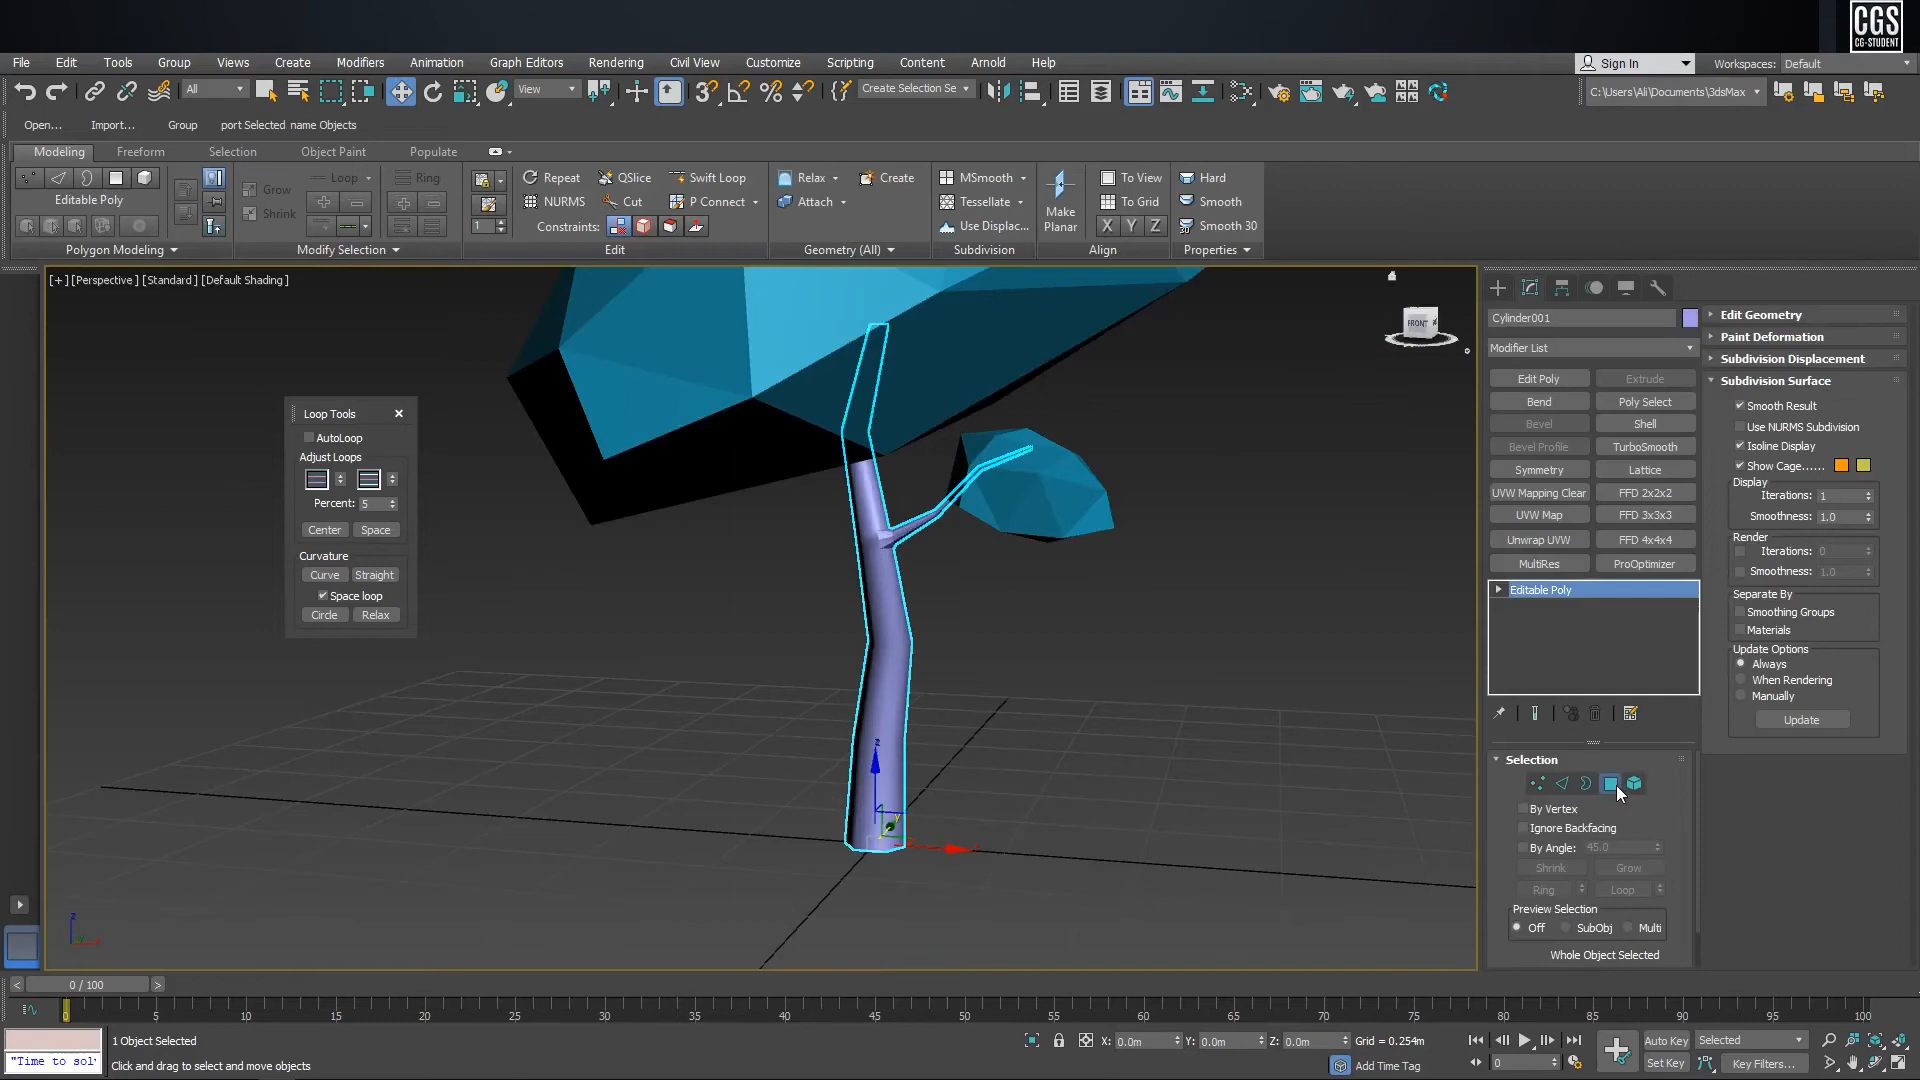 CGS
CG-STUDENT
File Edit Tools Group Views Create Modifiers Animation Graph Editors Rendering Civil View Customize Scripting Content Arnold Help Sign In Workspaces: Default
All View Create Selection Se C:\Users\Ali\Documents\3dsMax
Open... Import... Group port Selected name Objects
Modeling Freeform Selection Object Paint Populate
Loop Ring Repeat QSlice Swift Loop Relax Create MSmooth To View Hard
Editable Poly Grow NURMS Cut P Connect Attach Tessellate Make Planar To Grid Smooth
Shrink 1 Constraints: Use Displac... X Y Z Smooth 30
Polygon Modeling Modify Selection Edit Geometry (All) Subdivision Align Properties
[+] [Perspective] [Standard] [Default Shading]
FRONT
Loop Tools
AutoLoop
Adjust Loops
Percent: 5
Center Space
Curvature
Curve Straight
Space loop
Circle Relax
z
y
z
Cylinder001
Modifier List
Edit Poly Extrude
Bend Poly Select
Bevel Shell
Bevel Profile TurboSmooth
Symmetry Lattice
UVW Mapping Clear FFD 2x2x2
UVW Map FFD 3x3x3
Unwrap UVW FFD 4x4x4
MultiRes ProOptimizer
Editable Poly
Selection
By Vertex
Ignore Backfacing
By Angle: 45.0
Shrink Grow
Ring Loop
Preview Selection
Off SubObj Multi
Whole Object Selected
Edit Geometry
Paint Deformation
Subdivision Displacement
Subdivision Surface
Smooth Result
Use NURMS Subdivision
Isoline Display
Show Cage......
Display
Iterations: 1
Smoothness: 1.0
Render
Iterations: 0
Smoothness: 1.0
Separate By
Smoothing Groups
Materials
Update Options
Always
When Rendering
Manually
Update
< 0 / 100 >
0 5 10 15 20 25 30 35 40 45 50 55 60 65 70 75 80 85 90 95 100
1 Object Selected X: 0.0m Y: 0.0m Z: 0.0m Grid = 0.254m Auto Key Selected
"Time to solv Click and drag to select and move objects Add Time Tag 0 Set Key Key Filters...